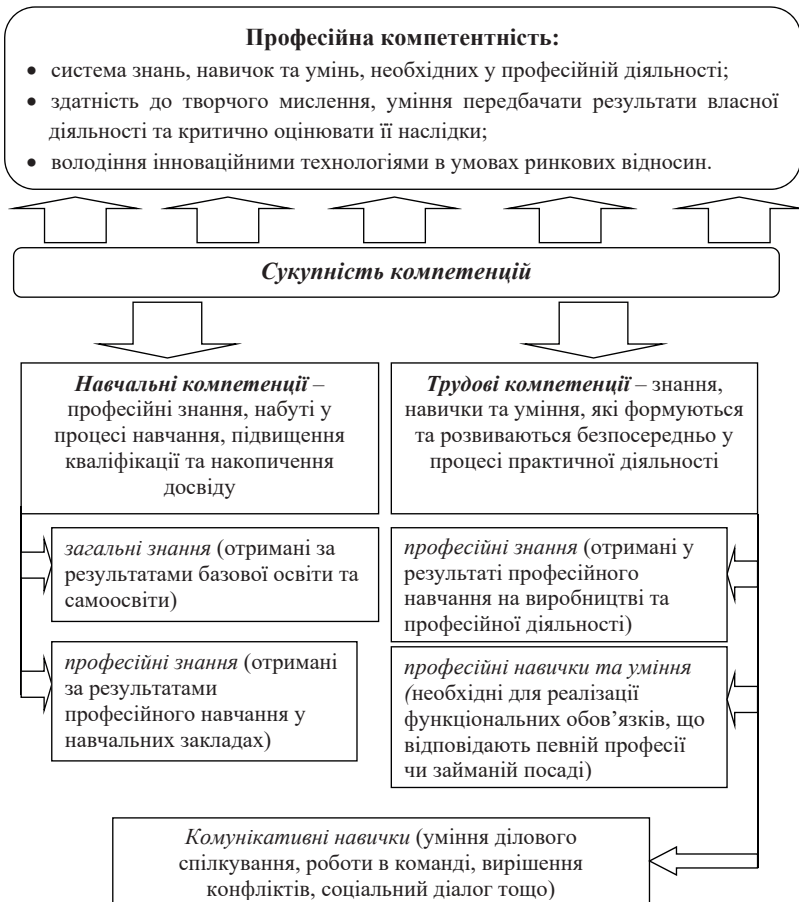 Професійна компетентність:
• система знань, навичок та умінь, необхідних у професійній діяльності;
• здатність до творчого мислення, уміння передбачати результати власної
діяльності та критично оцінювати її наслідки;
• володіння інноваційними технологіями в умовах ринкових відносин.
Сукупність компетенцій
Навчальні компетенції –
професійні знання, набуті у
процесі навчання, підвищення
кваліфікації та накопичення
досвіду
Трудові компетенції – знання,
навички та уміння, які формуються
та розвиваються безпосередньо у
процесі практичної діяльності
загальні знання (отримані за
результатами базової освіти та
самоосвіти)
професійні знання (отримані
за результатами
професійного навчання у
навчальних закладах)
професійні знання (отримані у
результаті професійного
навчання на виробництві та
професійної діяльності)
професійні навички та уміння
(необхідні для реалізації
функціональних обов’язків, що
відповідають певній професії
чи займаній посаді)
Комунікативні навички (уміння ділового
спілкування, роботи в команді, вирішення
конфліктів, соціальний діалог тощо)